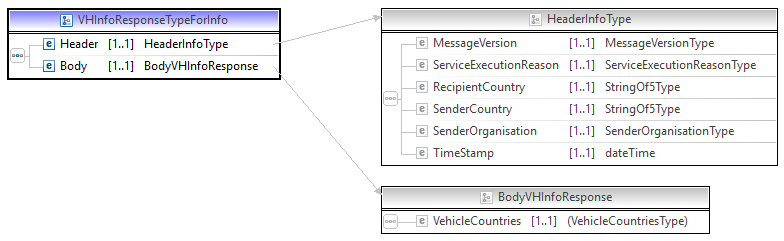 VHInfoResponseTypeForInfo
e Header [1..1] HeaderInfoType
e Body [1..1] BodyVHInfoResponse
HeaderInfoType
e MessageVersion [1..1] MessageVersionType
e ServiceExecutionReason [1..1] ServiceExecutionReasonType
e RecipientCountry [1..1] StringOf5Type
e SenderCountry [1..1] StringOf5Type
e SenderOrganisation [1..1] SenderOrganisationType
e TimeStamp [1..1] dateTime
BodyVHInfoResponse
e VehicleCountries [1..1] (VehicleCountriesType)